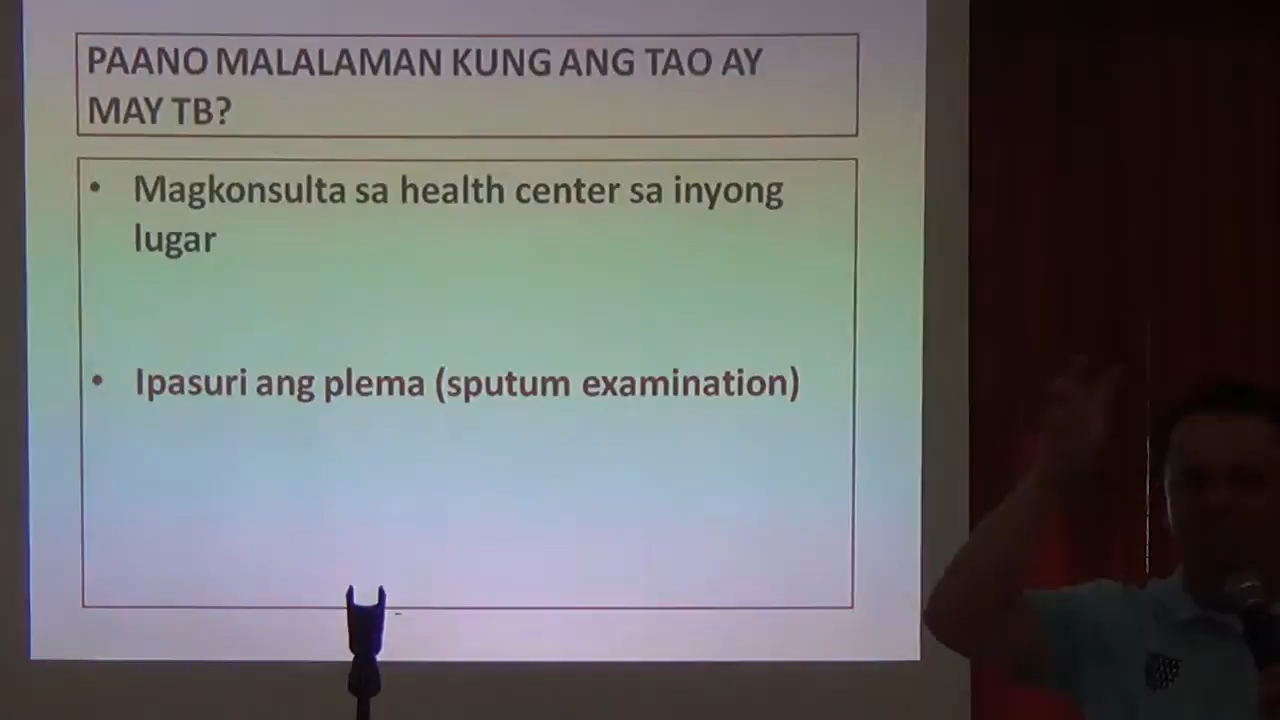 PAANO MALALAMAN KUNG ANG TAO AY
MAY TB?
• Magkonsulta sa health center sa inyong
lugar
• Ipasuri ang plema (sputum examination)